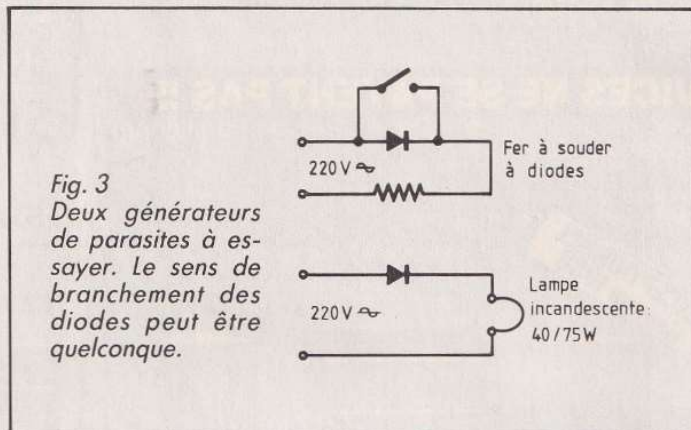 Fig. 3
Deux générateurs
de parasites à es-
sayer. Le sens de
branchement des
diodes peut être
quelconque.
220V
Fer à souder
à diodes
220V
Lampe
incandescente:
40/75W